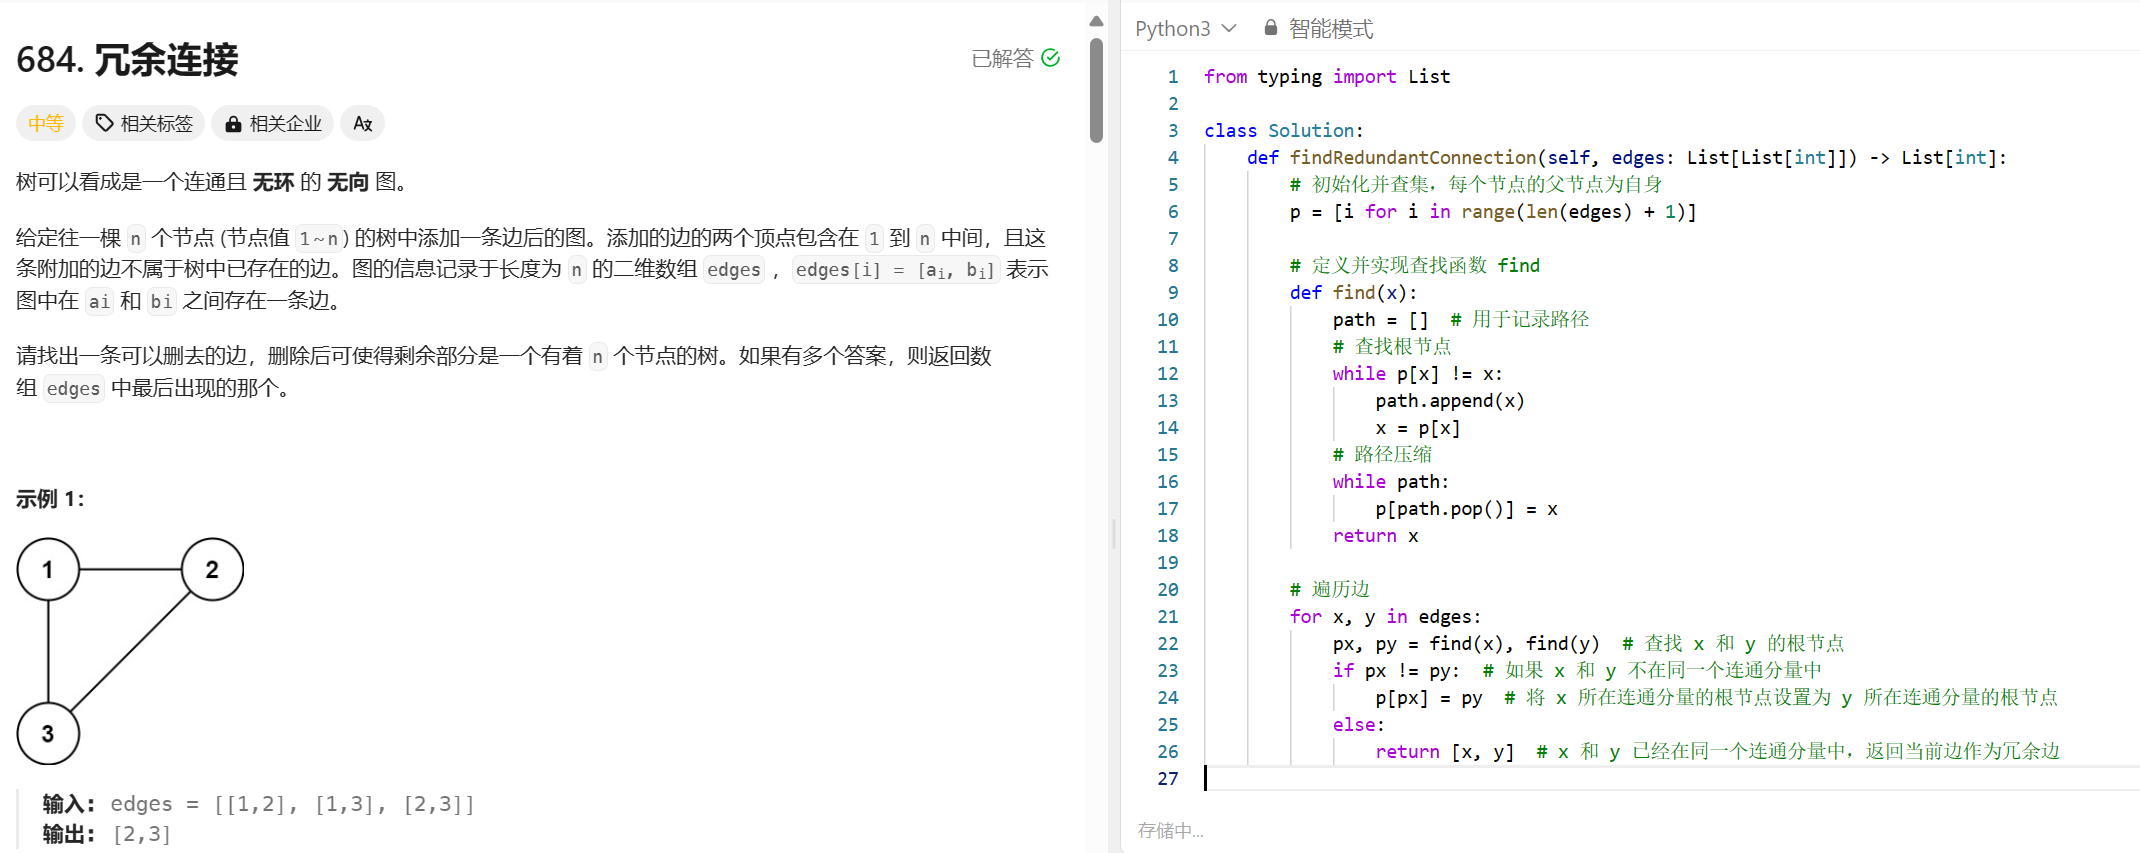 684. 冗余连接
已解答
中等
相关标签
相关企业
树可以看成是一个连通且 无环 的 无向 图。
给定往一棵 n 个节点 (节点值 1~n) 的树中添加一条边后的图。添加的边的两个顶点包含在 1 到 n 中间，且这
条附加的边不属于树中已存在的边。图的信息记录于长度为 n 的二维数组 edges ，edges[i] = [ai, bi] 表示
图中在 ai 和 bi 之间存在一条边。
请找出一条可以删去的边，删除后可使得剩余部分是一个有着 n 个节点的树。如果有多个答案，则返回数
组 edges 中最后出现的那个。
示例 1：
1
2
3
输入： edges = [[1,2], [1,3], [2,3]]
输出： [2,3]
Python3
智能模式
1 from typing import List
2
3 class Solution:
4     def findRedundantConnection(self, edges: List[List[int]]) -> List[int]:
5         # 初始化并查集，每个节点的父节点为自身
6         p = [i for i in range(len(edges) + 1)]
7
8         # 定义并实现查找函数 find
9         def find(x):
10             path = []  # 用于记录路径
11             # 查找根节点
12             while p[x] != x:
13                 path.append(x)
14                 x = p[x]
15             # 路径压缩
16             while path:
17                 p[path.pop()] = x
18             return x
19
20         # 遍历边
21         for x, y in edges:
22             px, py = find(x), find(y)  # 查找 x 和 y 的根节点
23             if px != py:  # 如果 x 和 y 不在同一个连通分量中
24                 p[px] = py  # 将 x 所在连通分量的根节点设置为 y 所在连通分量的根节点
25             else:
26                 return [x, y]  # x 和 y 已经在同一个连通分量中，返回当前边作为冗余边
27
存储中...